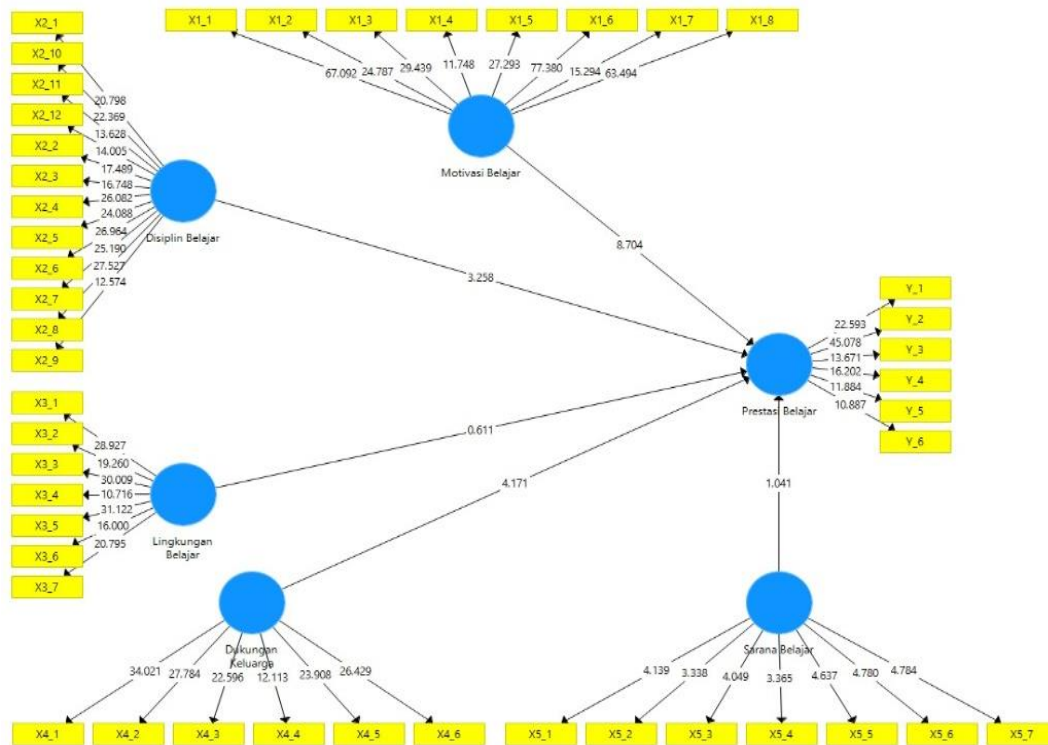 X1_1
X1_2
X1_3
X1_4
X1_5
X1_6
X1_7
X1_8
67.092
24.787
29.439
11.748
27.293
77.380
15.294
63.494
Motivasi Belajar
X2_1
X2_10
X2_11
X2_12
X2_2
X2_3
X2_4
X2_5
X2_6
X2_7
X2_8
X2_9
20.798
22.369
13.628
14.005
17.489
16.748
26.082
24.088
26.964
25.190
27.527
12.574
Disiplin Belajar
8.704
3.258
Y_1
Y_2
Y_3
Y_4
Y_5
Y_6
22.593
45.078
13.671
16.202
11.884
10.887
Prestasi Belajar
X3_1
X3_2
X3_3
X3_4
X3_5
X3_6
X3_7
28.927
19.260
30.009
10.716
31.122
16.000
20.795
Lingkungan
Belajar
0.611
4.171
1.041
Dukungan
Keluarga
34.021
27.784
22.596
12.113
23.908
26.429
X4_1
X4_2
X4_3
X4_4
X4_5
X4_6
Sarana Belajar
4.139
3.338
4.049
3.365
4.637
4.780
4.784
X5_1
X5_2
X5_3
X5_4
X5_5
X5_6
X5_7